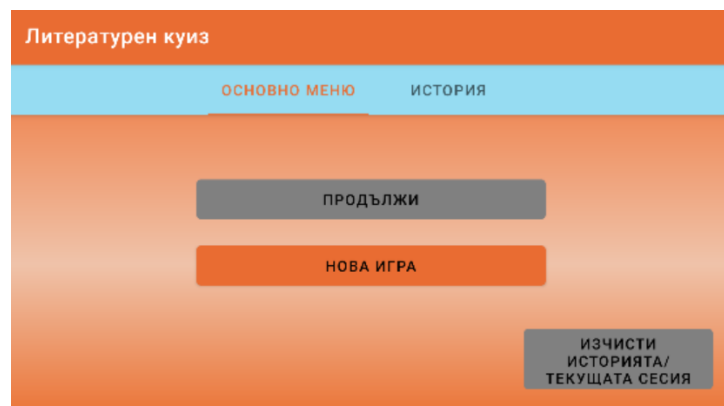 Литературен куиз
ОСНОВНО МЕНЮ ИСТОРИЯ
ПРОДЪЛЖИ
НОВА ИГРА
ИЗЧИСТИ
ИСТОРИЯТА/
ТЕКУЩАТА СЕСИЯ